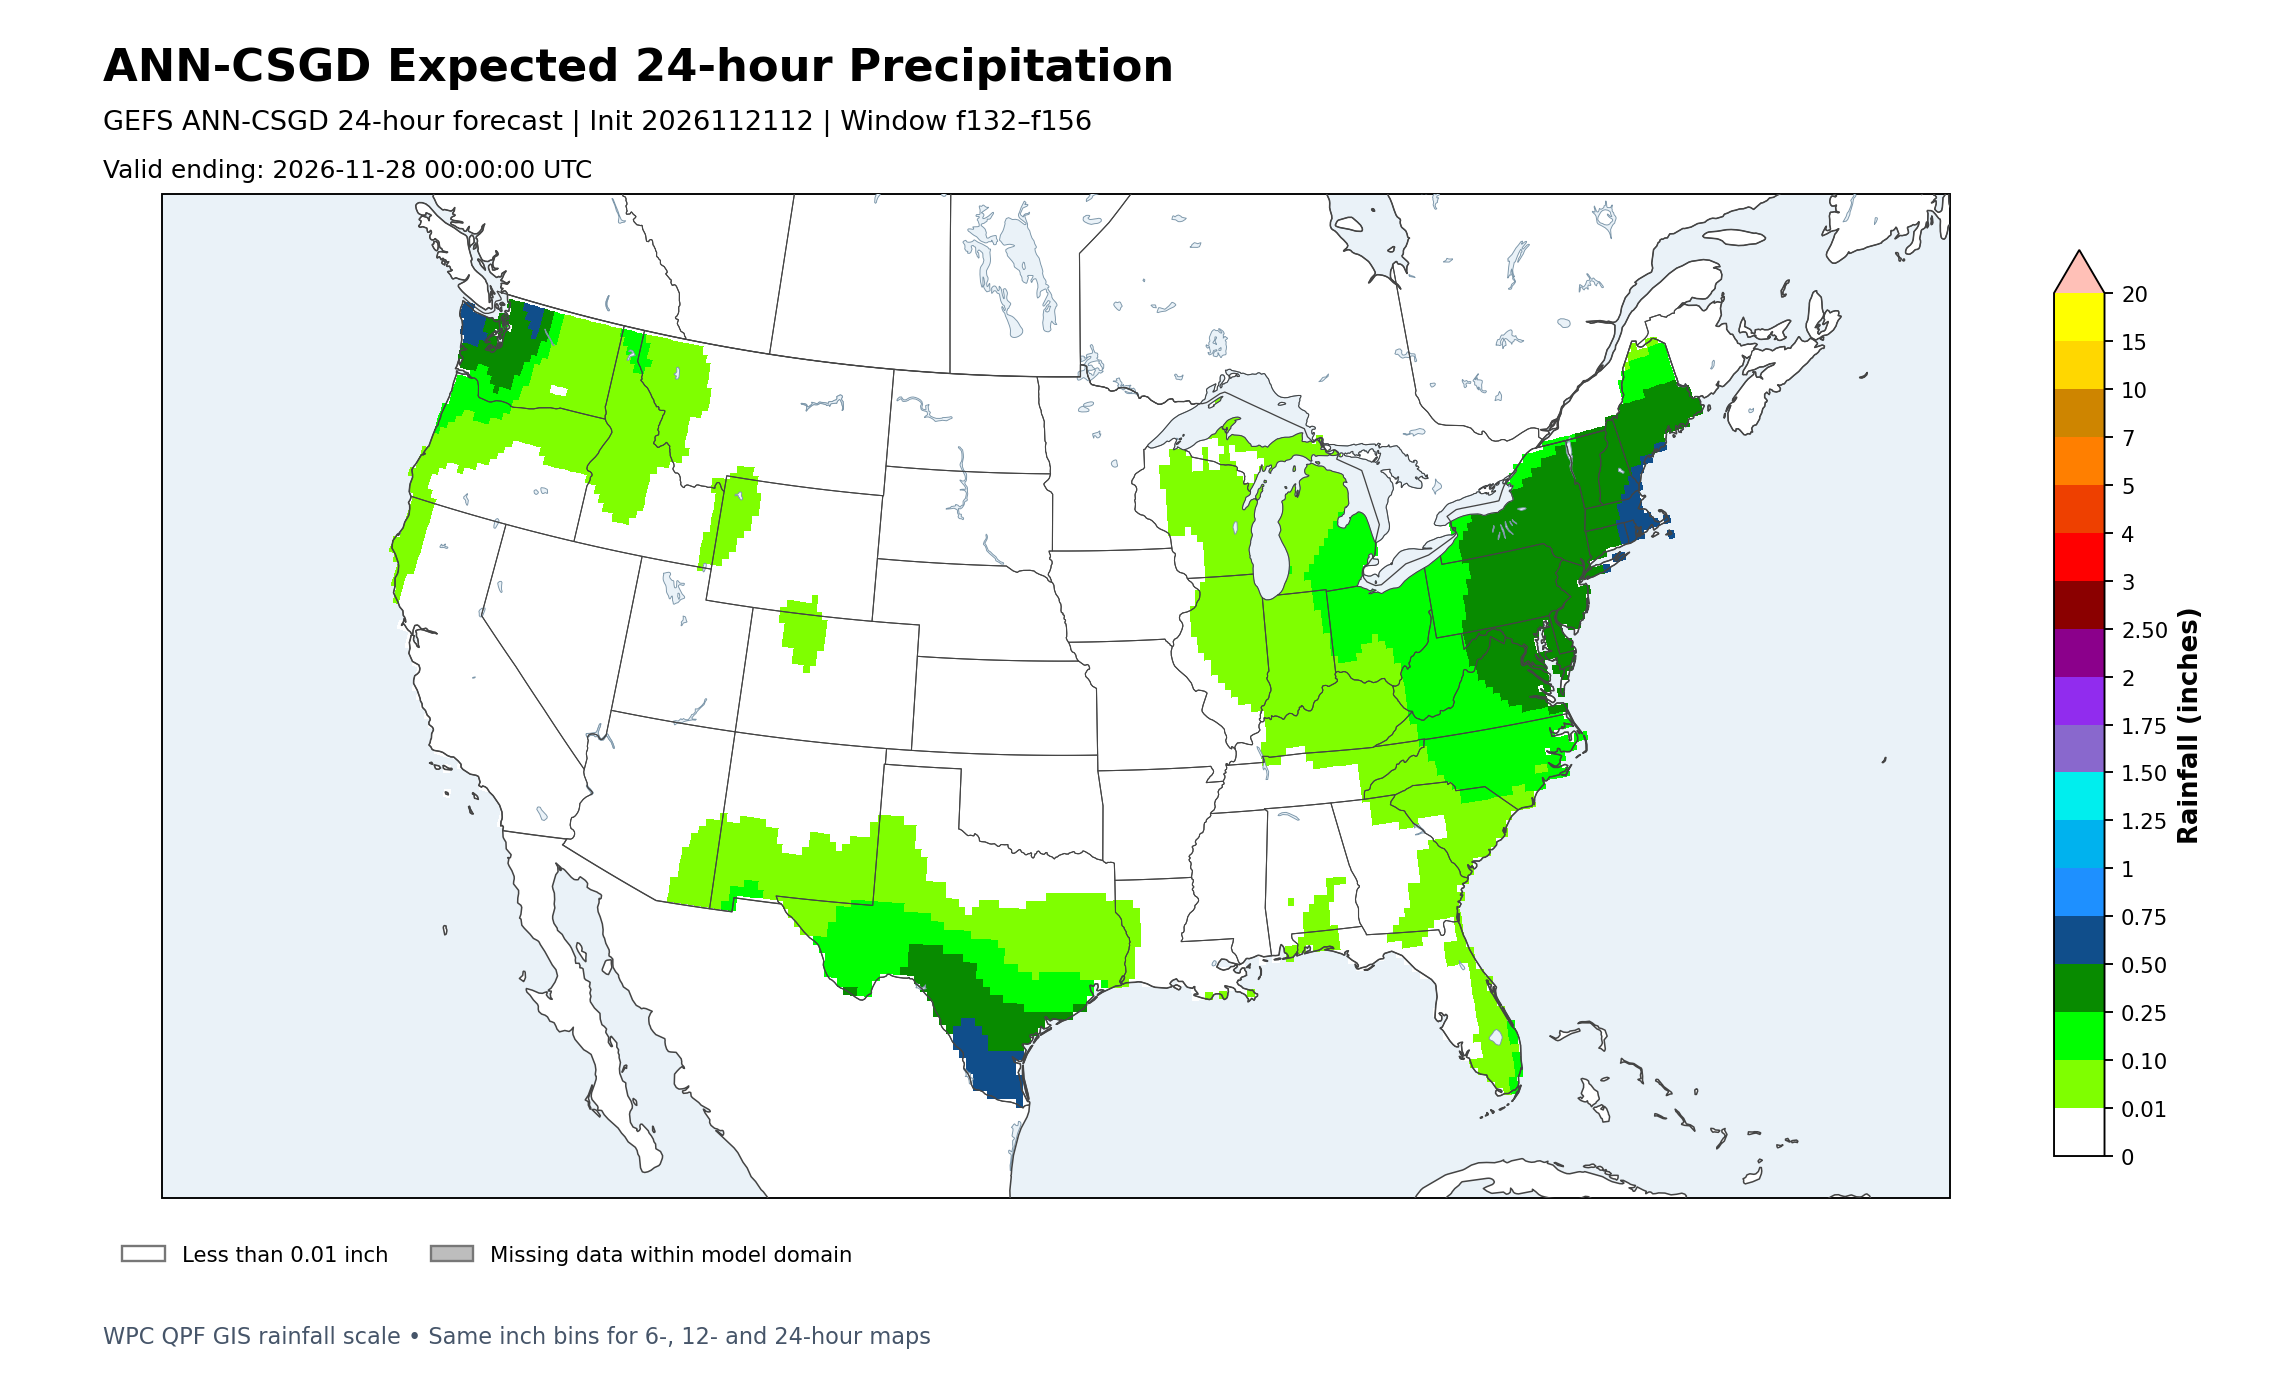 ANN-CSGD Expected 24-hour Precipitation
GEFS ANN-CSGD 24-hour forecast | Init 2026112112 | Window f132–f156
Valid ending: 2026-11-28 00:00:00 UTC
20
15
10
7
5
4
3
2.50
2
1.75
1.50
1.25
1
0.75
0.50
0.25
0.10
0.01
0
Rainfall (inches)
Less than 0.01 inch
Missing data within model domain
WPC QPF GIS rainfall scale • Same inch bins for 6-, 12- and 24-hour maps